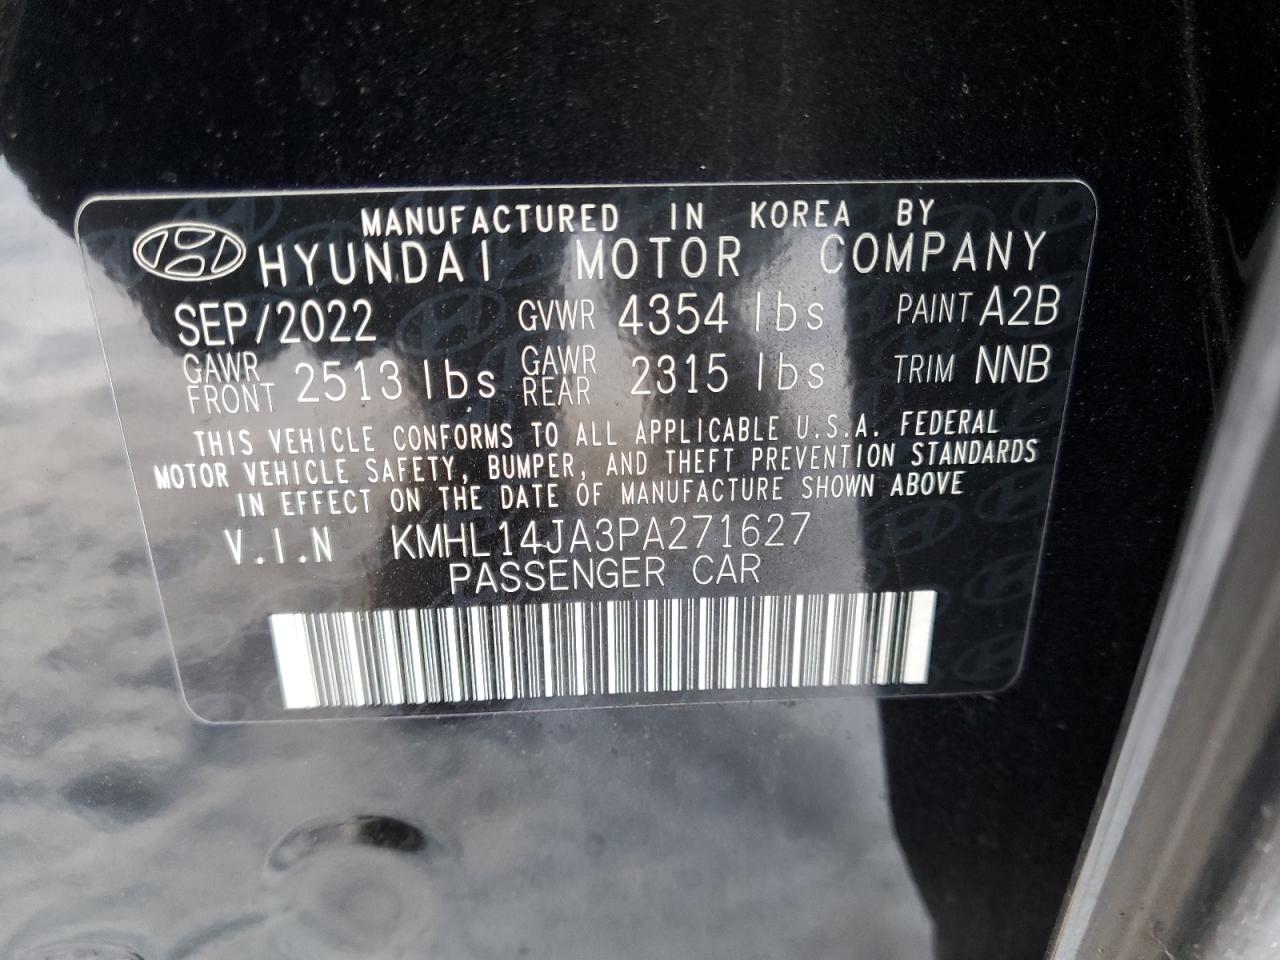 MANUFACTURED IN KOREA BY
HYUNDAI MOTOR COMPANY
SEP/2022 GVWR 4354 lbs PAINT A2B
GAWR FRONT 2513 lbs GAWR REAR 2315 lbs TRIM NNB
THIS VEHICLE CONFORMS TO ALL APPLICABLE U.S.A. FEDERAL
MOTOR VEHICLE SAFETY, BUMPER, AND THEFT PREVENTION STANDARDS
IN EFFECT ON THE DATE OF MANUFACTURE SHOWN ABOVE
V.I.N KMHL14JA3PA271627
PASSENGER CAR